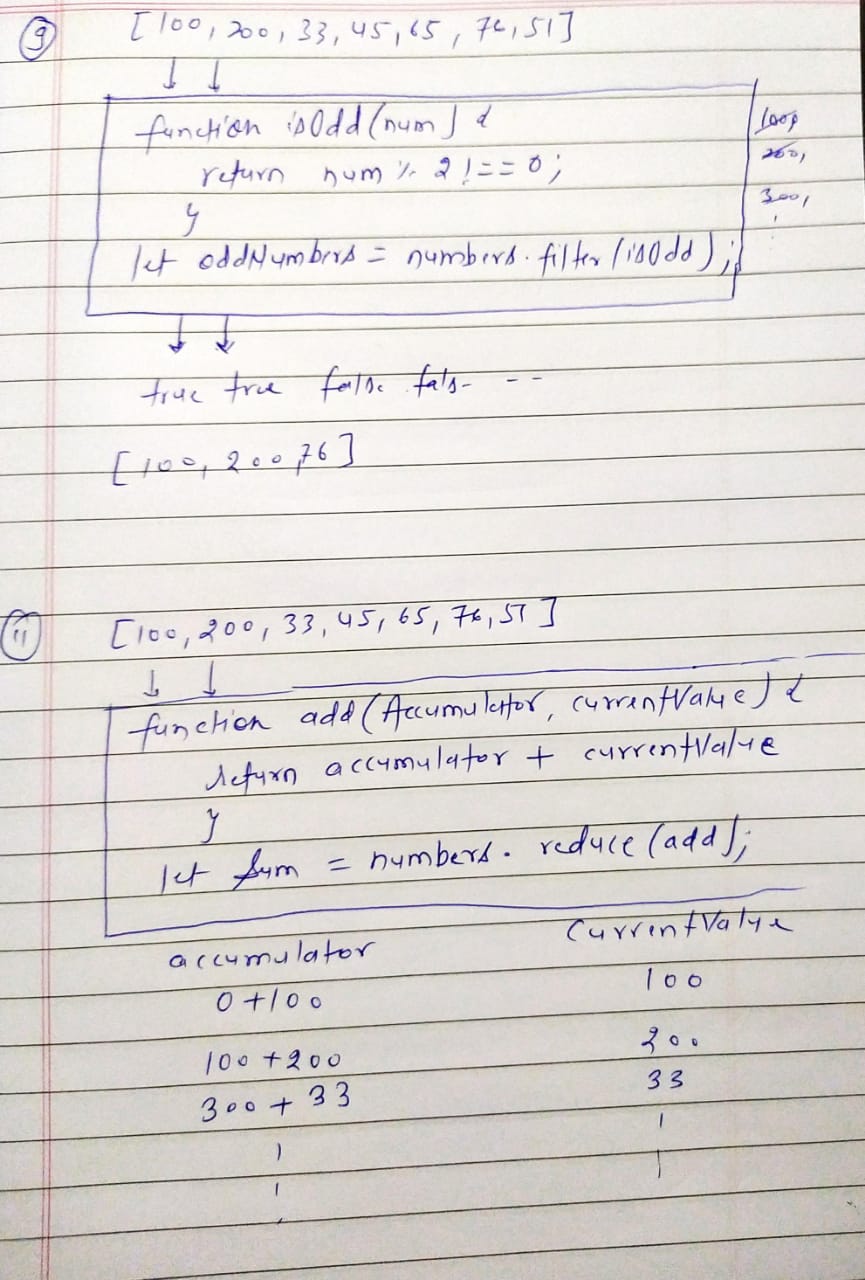 9
[100, 200, 33, 45, 65, 76, 51]
↓ ↓
function isOdd(num) {
return num % 2 !== 0;
}
let oddNumbers = numbers.filter(isOdd);
loop
200,
300,
↓ ↓
true true false fals- --
[100, 200, 76]
11
[100, 200, 33, 45, 65, 76, 51]
↓ ↓
function add(Accumulator, currentValue) {
return accumulator + currentValue
}
let sum = numbers. reduce(add);
accumulator currentValue
0 + 100 100
100 + 200 200
300 + 33 33